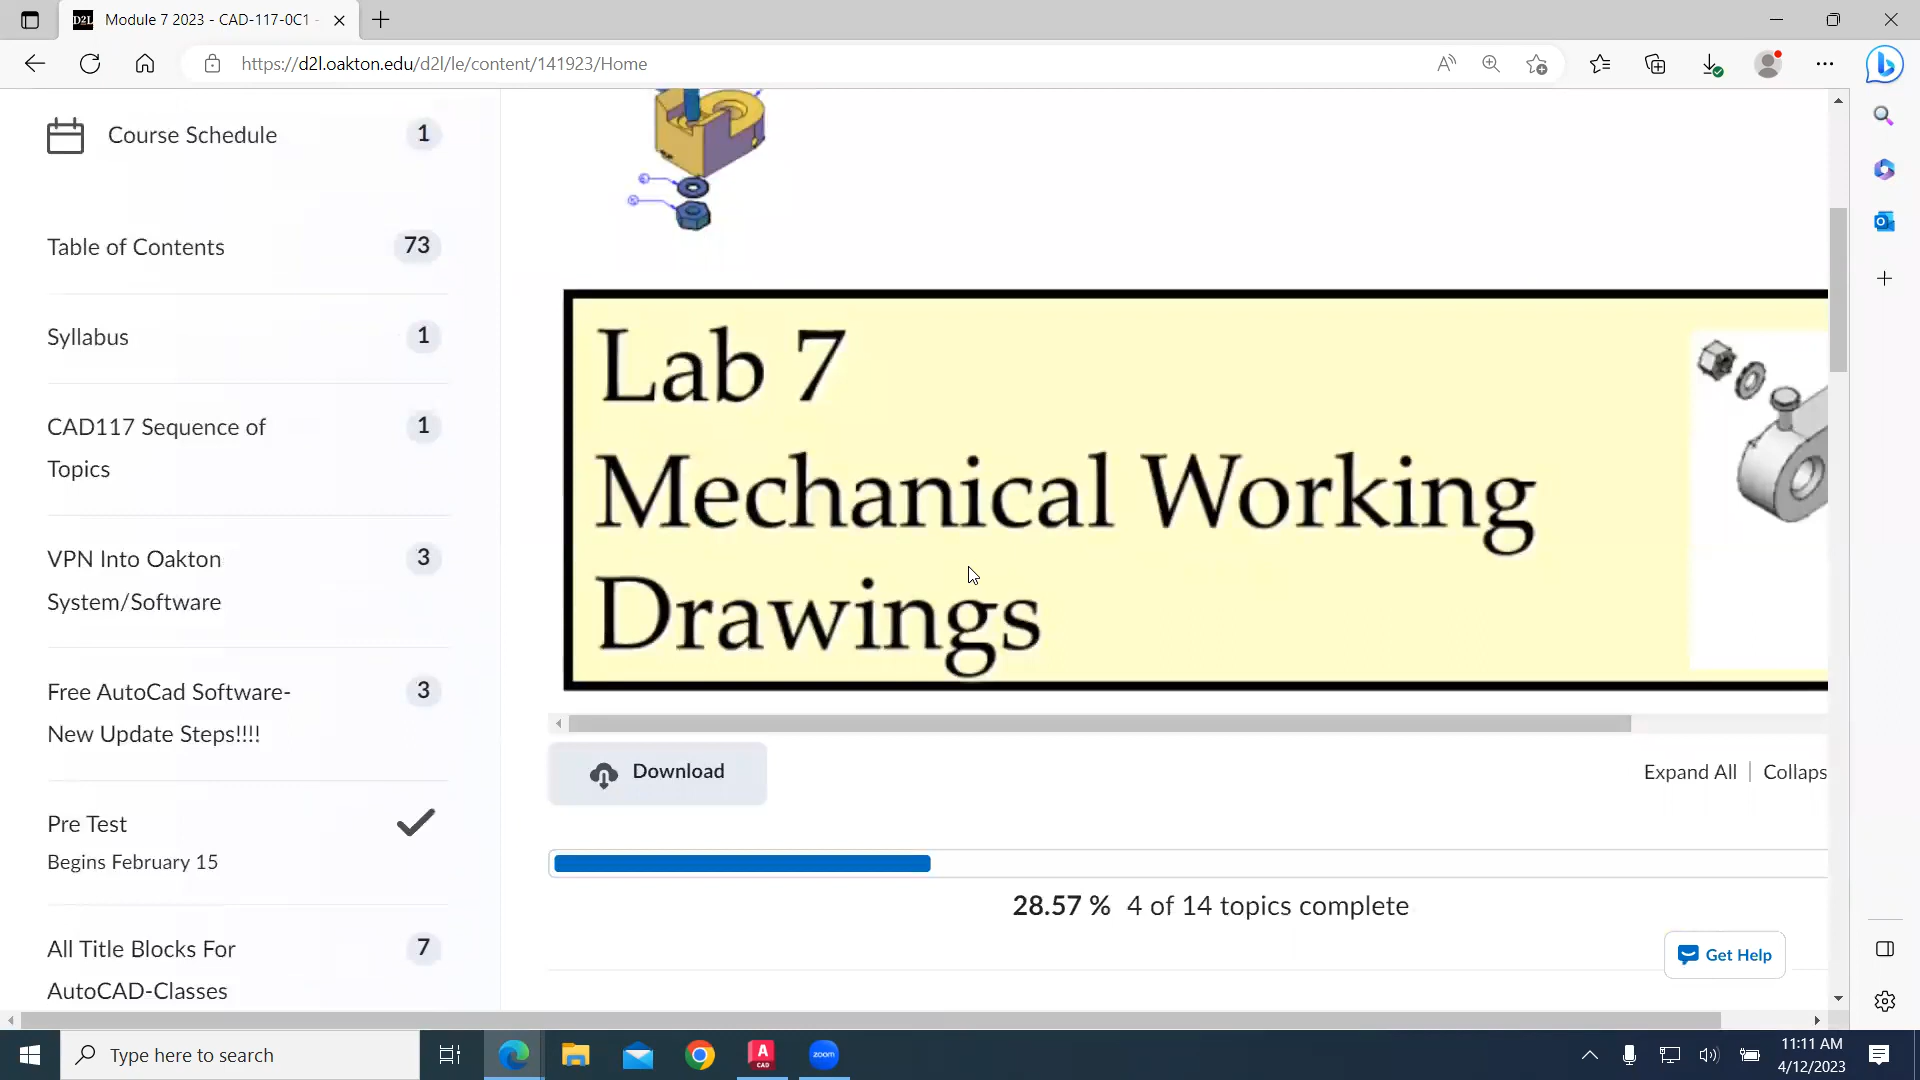 D2L Module 7 2023 - CAD-117-0C1 -
https://d2l.oakton.edu/d2l/le/content/141923/Home
Course Schedule 1
Table of Contents 73
Syllabus 1
CAD117 Sequence of 1
Topics
VPN Into Oakton 3
System/Software
Free AutoCad Software- 3
New Update Steps!!!!
Pre Test
Begins February 15
All Title Blocks For 7
AutoCAD-Classes
Lab 7
Mechanical Working
Drawings
Download
Expand All | Collaps
28.57 % 4 of 14 topics complete
Get Help
Type here to search
A
CAD
zoom
11:11 AM
4/12/2023